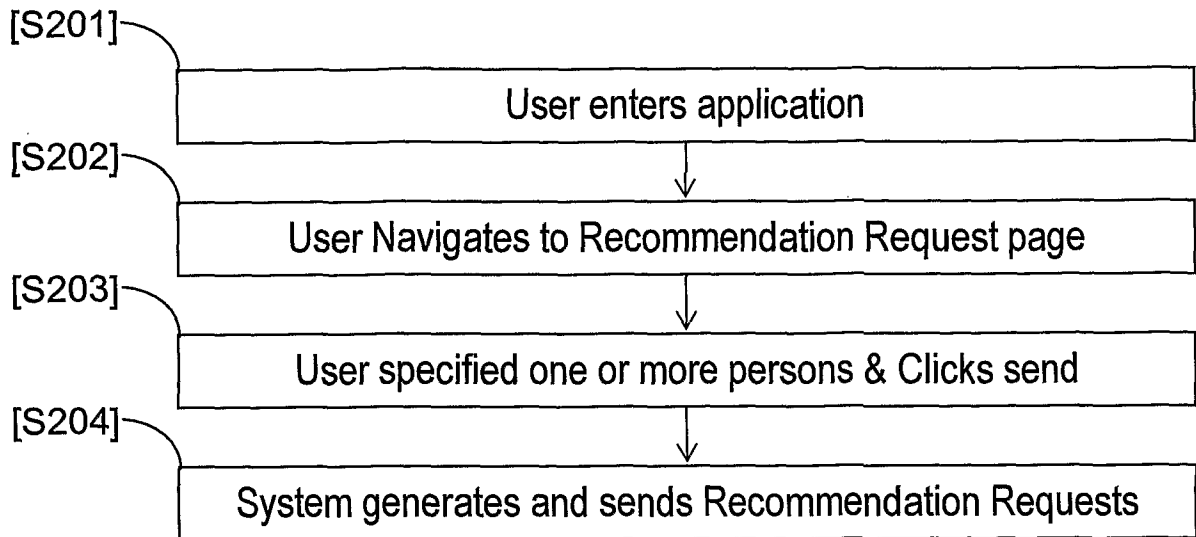 [S201]
User enters application
[S202]
User Navigates to Recommendation Request page
[S203]
User specified one or more persons & Clicks send
[S204]
System generates and sends Recommendation Requests